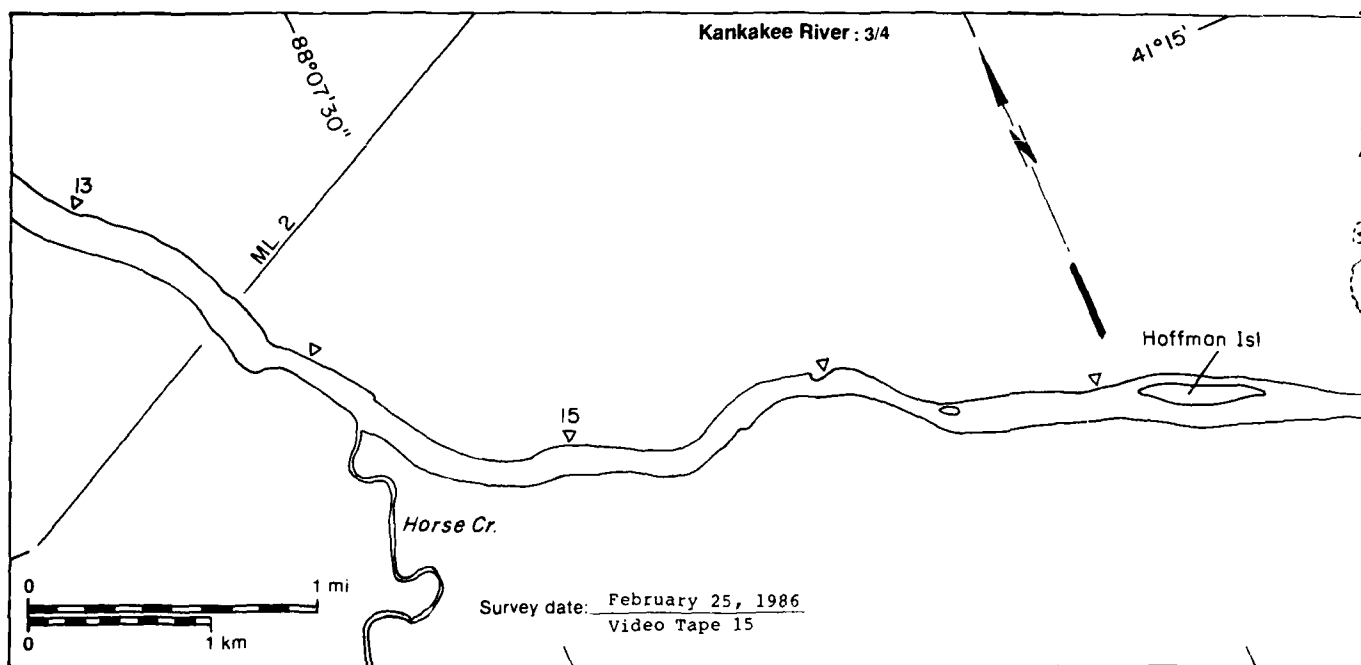 Kankakee River : 3/4
88°07'30"
41°15'
13
ML 2
Hoffman Isl
15
Horse Cr.
0 1 mi
0 1 km
Survey date: February 25, 1986
Video Tape 15
N